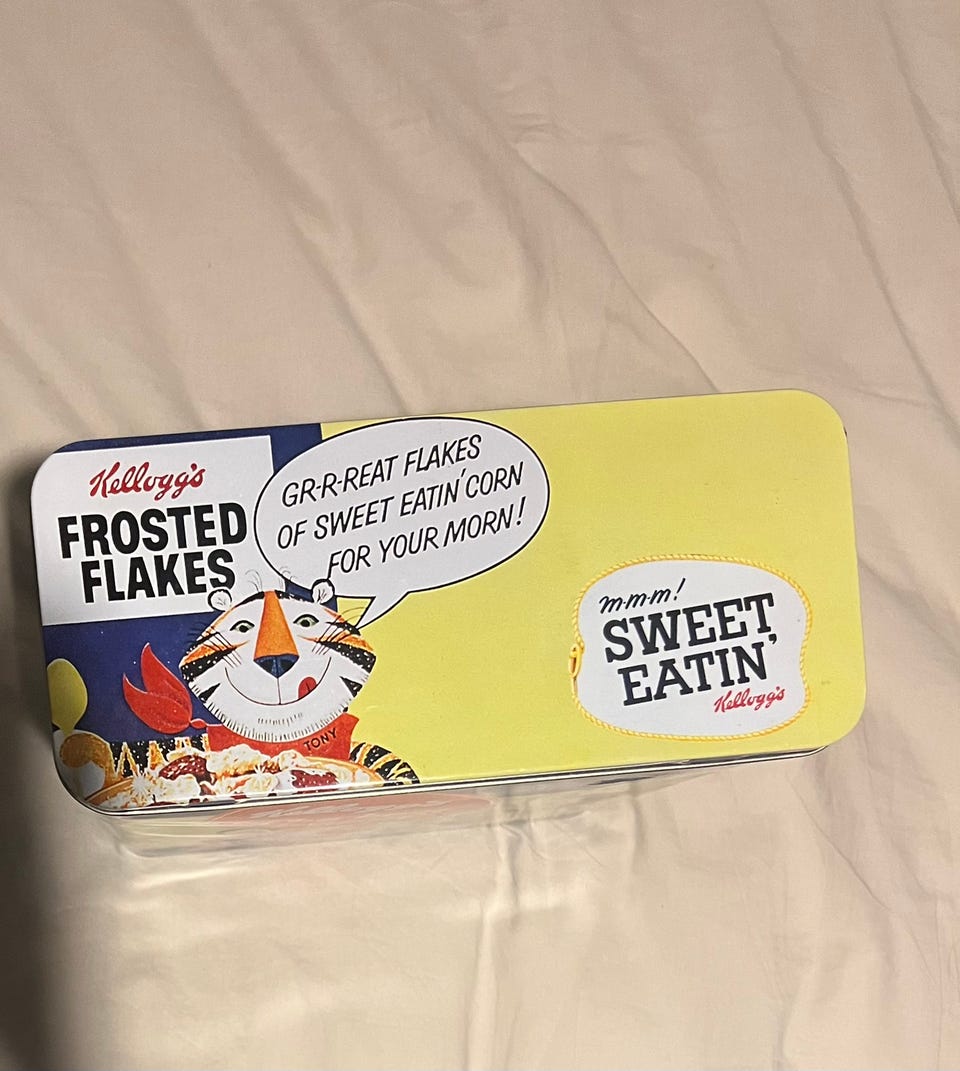 Kellogg's
FROSTED
FLAKES
GR-R-REAT FLAKES
OF SWEET EATIN' CORN
FOR YOUR MORN!
TONY
m-m-m!
SWEET,
EATIN'
Kellogg's